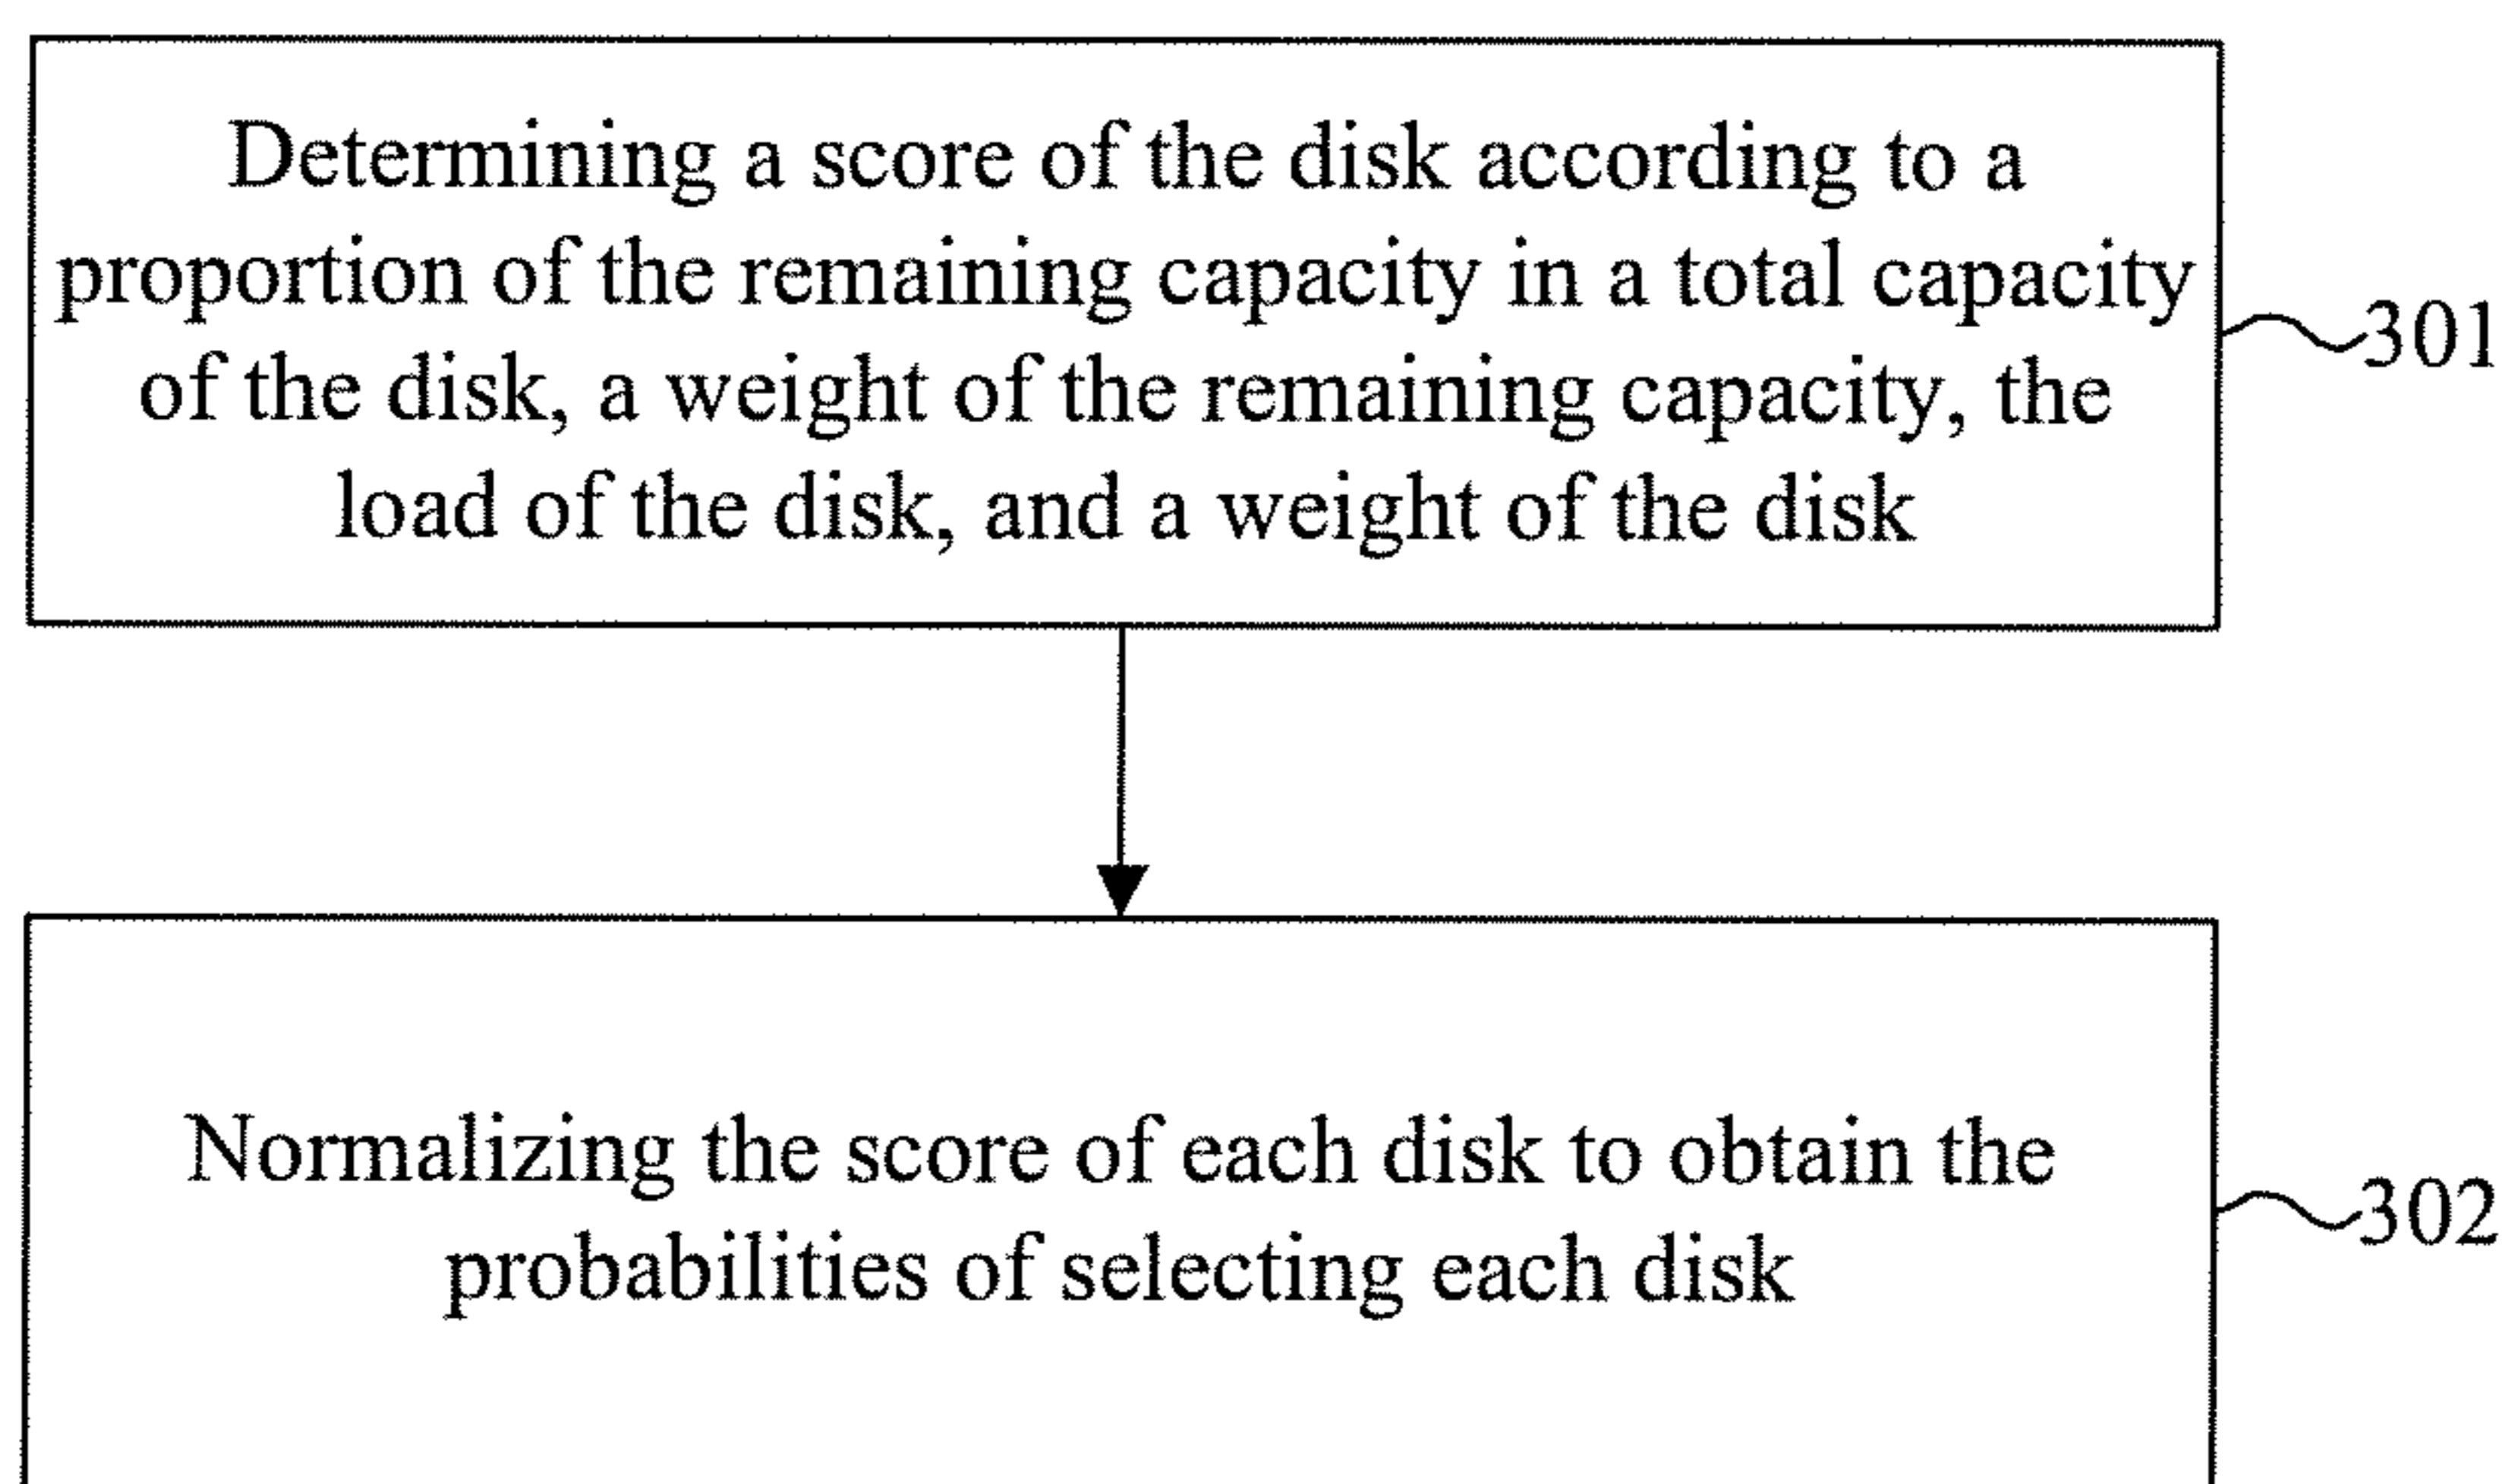 Determining a score of the disk according to a
proportion of the remaining capacity in a total capacity
of the disk, a weight of the remaining capacity, the
load of the disk, and a weight of the disk
301
Normalizing the score of each disk to obtain the
probabilities of selecting each disk
302